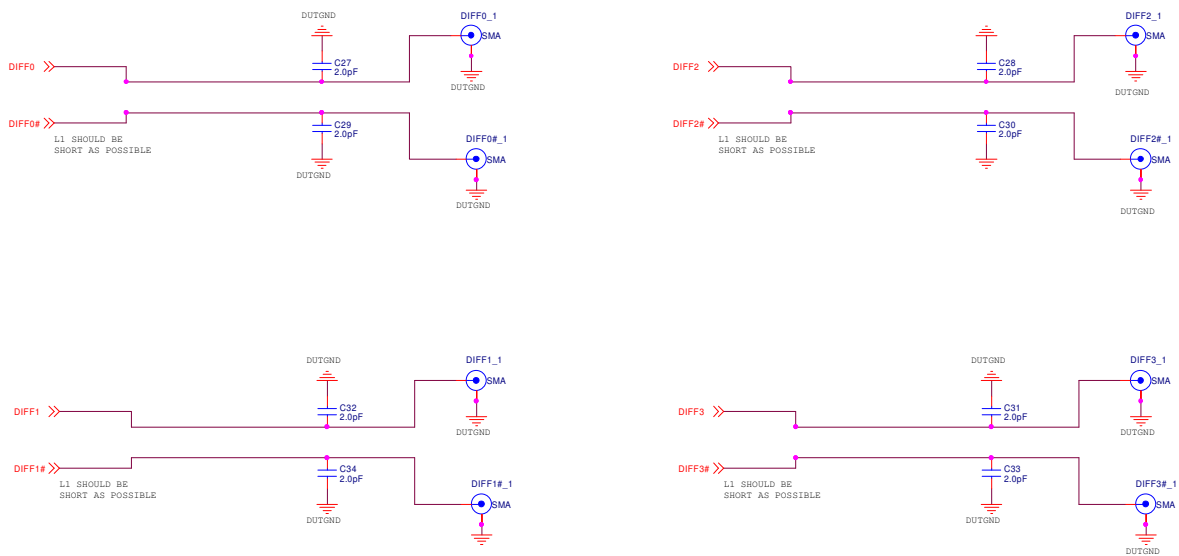 DUTGND
DIFF0_1
SMA
DIFF0
C27
2.0pF
DUTGND
DIFF0#
C29
2.0pF
L1 SHOULD BE
SHORT AS POSSIBLE
DIFF0#_1
SMA
DUTGND
DUTGND
DIFF2_1
SMA
DIFF2
C28
2.0pF
DUTGND
DIFF2#
C30
2.0pF
L1 SHOULD BE
SHORT AS POSSIBLE
DIFF2#_1
SMA
DUTGND
DUTGND
DIFF1_1
SMA
DIFF1
C32
2.0pF
DUTGND
DIFF1#
C34
2.0pF
L1 SHOULD BE
SHORT AS POSSIBLE
DIFF1#_1
SMA
DUTGND
DUTGND
DIFF3_1
SMA
DIFF3
C31
2.0pF
DUTGND
DIFF3#
C33
2.0pF
L1 SHOULD BE
SHORT AS POSSIBLE
DIFF3#_1
SMA
DUTGND
DUTGND